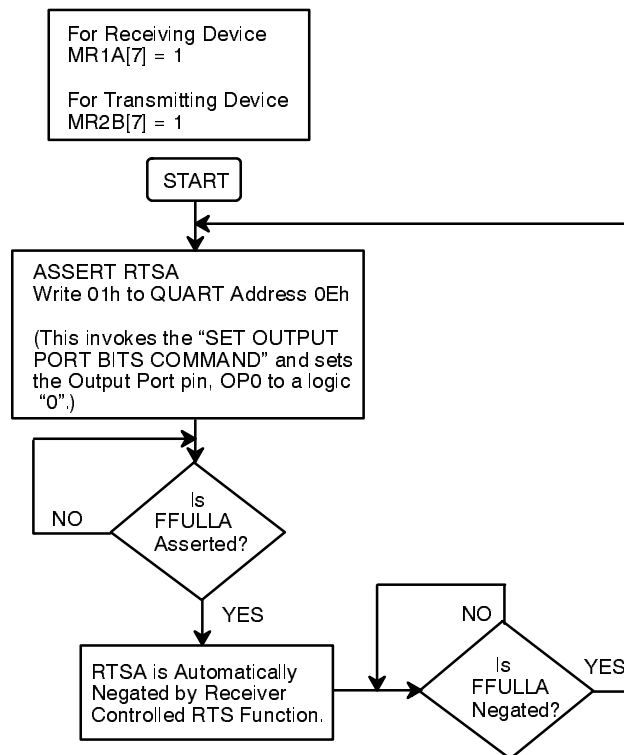 For Receiving Device
MR1A[7] = 1
For Transmitting Device
MR2B[7] = 1
START
ASSERT RTSA
Write 01h to QUART Address 0Eh
(This invokes the “SET OUTPUT
PORT BITS COMMAND” and sets
the Output Port pin, OP0 to a logic
“0”.)
Is
FFULLA
Asserted?
NO
YES
RTSA is Automatically
Negated by Receiver
Controlled RTS Function.
NO
Is
FFULLA
Negated?
YES